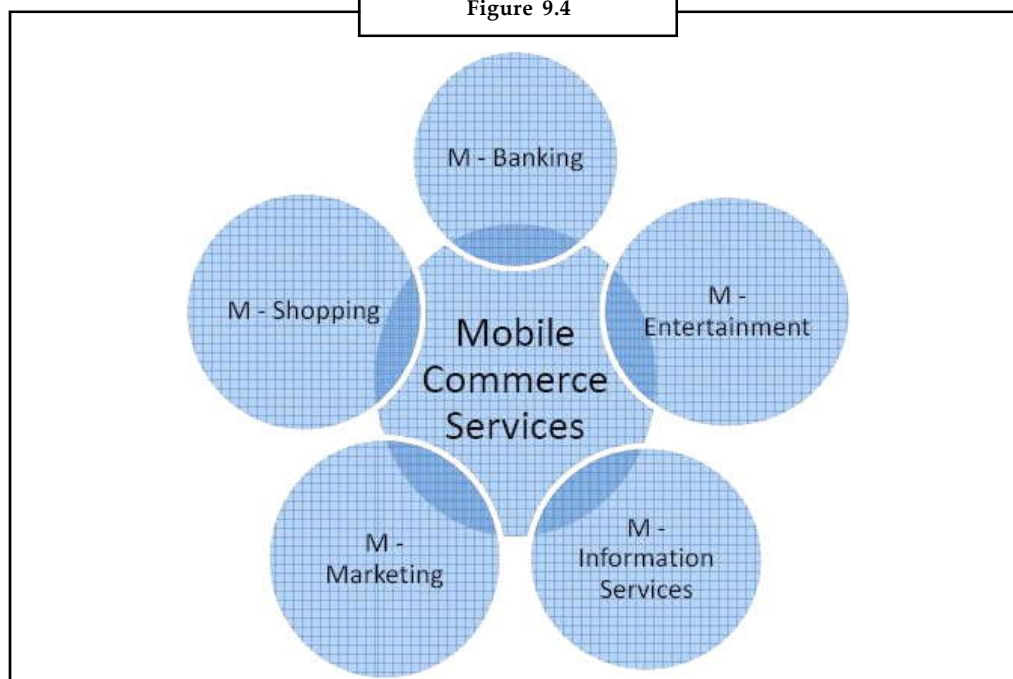 Figure 9.4
M - Banking
M - Shopping
M -
Entertainment
Mobile
Commerce
Services
M -
Marketing
M -
Information
Services